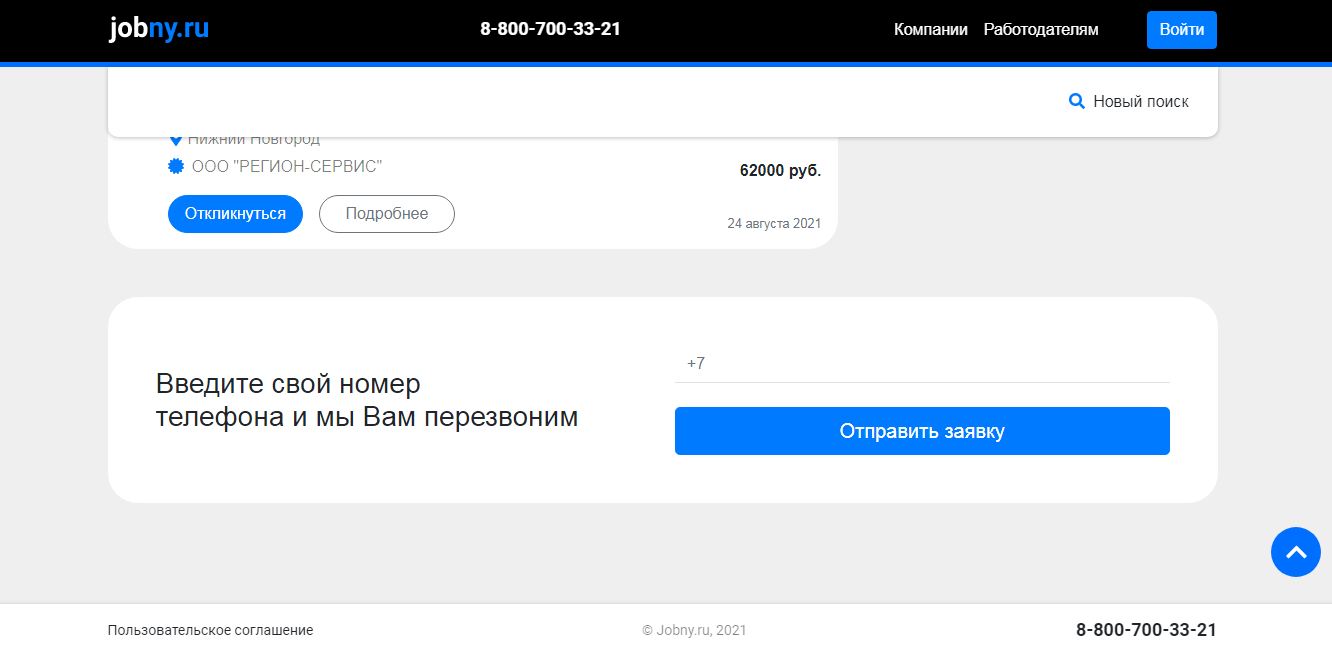 jobny.ru
8-800-700-33-21
Компании
Работодателям
Войти
Новый поиск
Нижний Новгород
ООО "РЕГИОН-СЕРВИС"
62000 руб.
Откликнуться
Подробнее
24 августа 2021
Введите свой номер
телефона и мы Вам перезвоним
+7
Отправить заявку
Пользовательское соглашение
© Jobny.ru, 2021
8-800-700-33-21